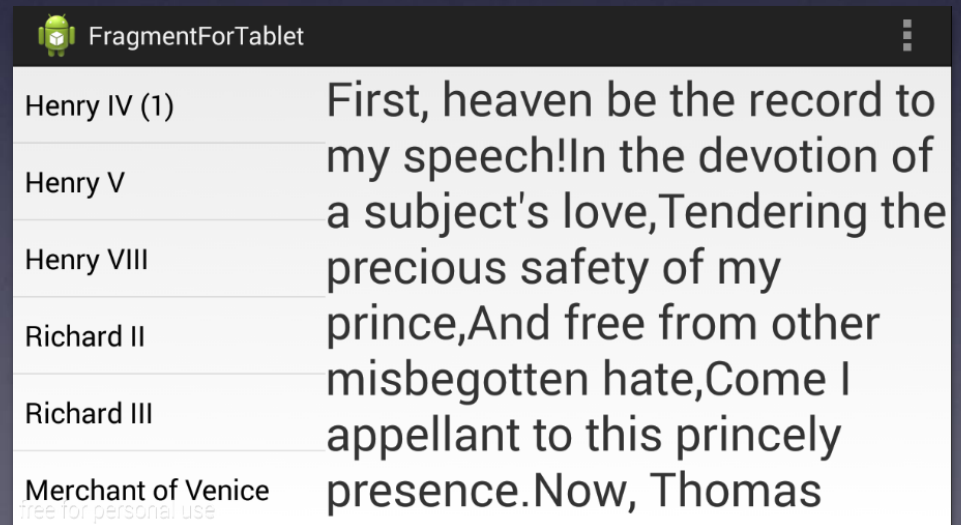 FragmentForTablet
Henry IV (1)
Henry V
Henry VIII
Richard II
Richard III
Merchant of Venice
free for personal use
First, heaven be the record to
my speech!In the devotion of
a subject's love,Tendering the
precious safety of my
prince,And free from other
misbegotten hate,Come I
appellant to this princely
presence.Now, Thomas